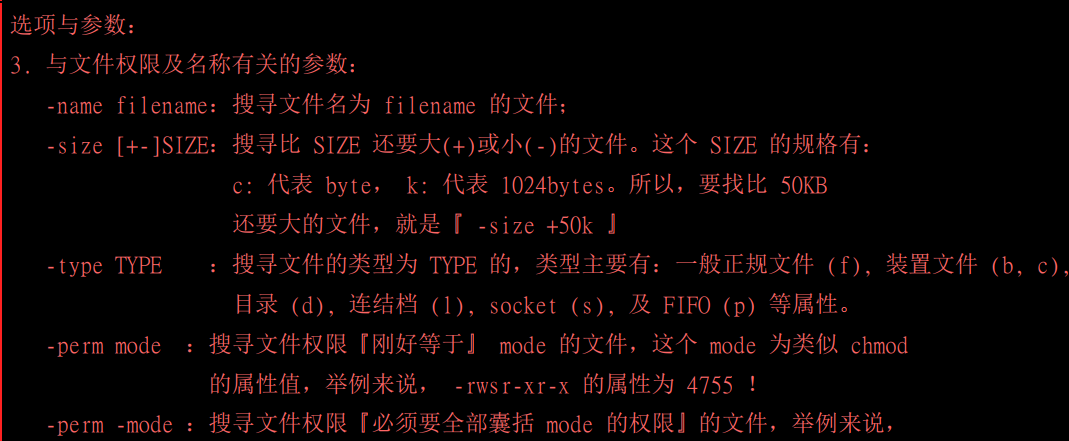 选项与参数：
3. 与文件权限及名称有关的参数：
-name filename：搜寻文件名为 filename 的文件；
-size [+-]SIZE：搜寻比 SIZE 还要大(+)或小(-)的文件。这个 SIZE 的规格有：
c: 代表 byte， k: 代表 1024bytes。所以，要找比 50KB
还要大的文件，就是『 -size +50k 』
-type TYPE    ：搜寻文件的类型为 TYPE 的，类型主要有：一般正规文件 (f), 装置文件 (b, c),
目录 (d), 连结档 (l), socket (s), 及 FIFO (p) 等属性。
-perm mode  ：搜寻文件权限『刚好等于』 mode 的文件，这个 mode 为类似 chmod
的属性值，举例来说， -rwsr-xr-x 的属性为 4755 ！
-perm -mode ：搜寻文件权限『必须要全部囊括 mode 的权限』的文件，举例来说，